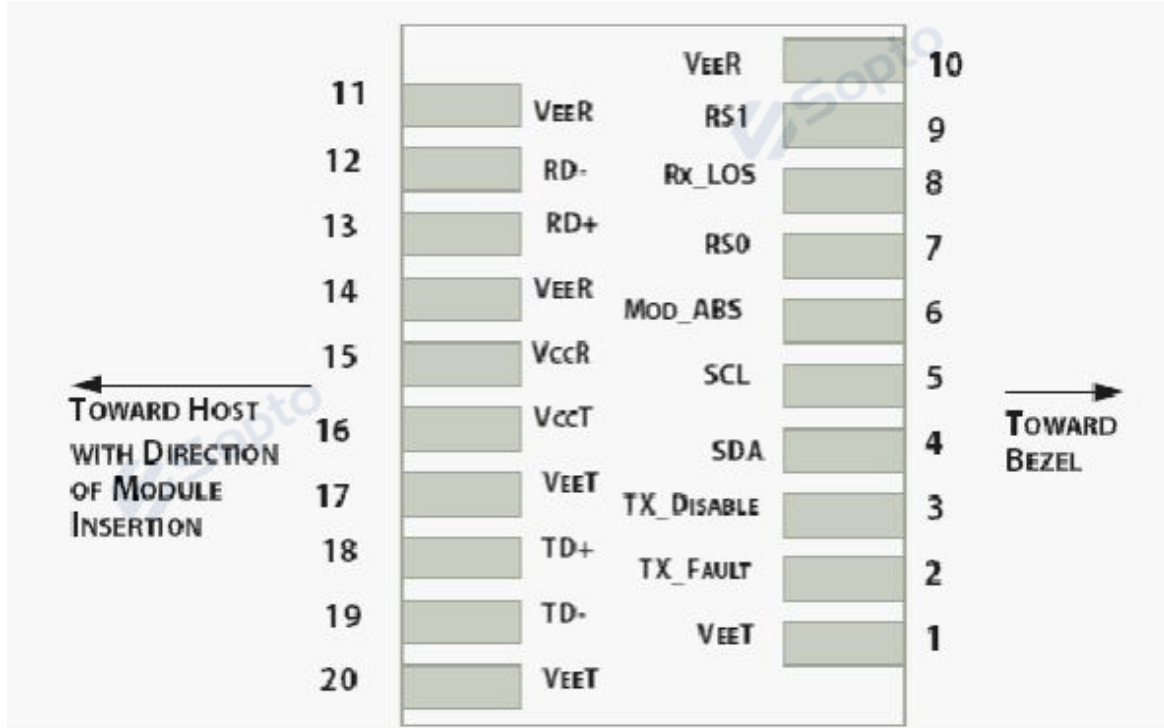 VEER 10
11 VEER
RS1 9
12 RD-
Rx_LOS 8
13 RD+
RS0 7
14 VEER
MOD_ABS 6
15 VccR
SCL 5
16 VccT
SDA 4
17 VEET
TX_DISABLE 3
18 TD+
TX_FAULT 2
19 TD-
VEET 1
20 VEET
TOWARD HOST
WITH DIRECTION
OF MODULE
INSERTION
TOWARD
BEZEL
Sopto
Sopto